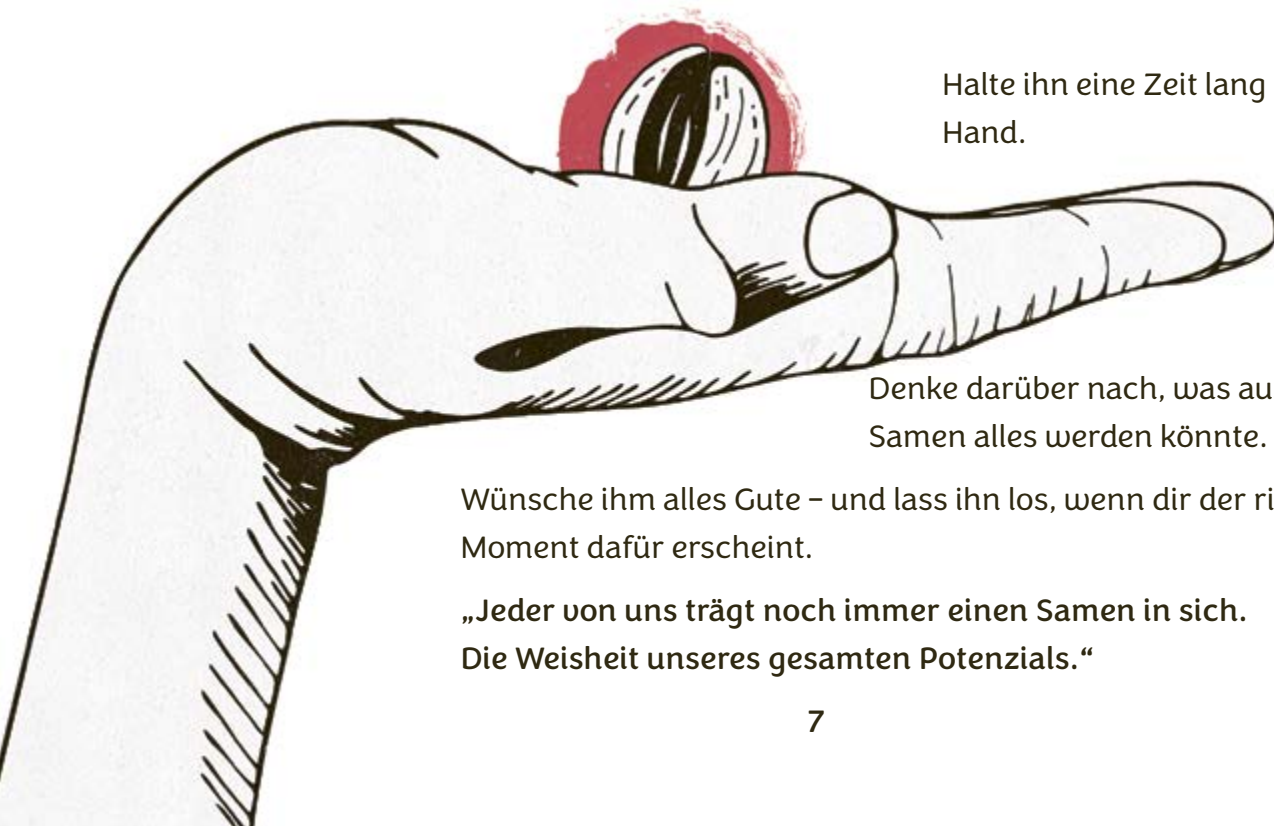 Halte ihn eine Zeit lang
Hand.
Denke darüber nach, was au
Samen alles werden könnte.
Wünsche ihm alles Gute – und lass ihn los, wenn dir der ri
Moment dafür erscheint.
„Jeder von uns trägt noch immer einen Samen in sich.
Die Weisheit unseres gesamten Potenzials.“
7